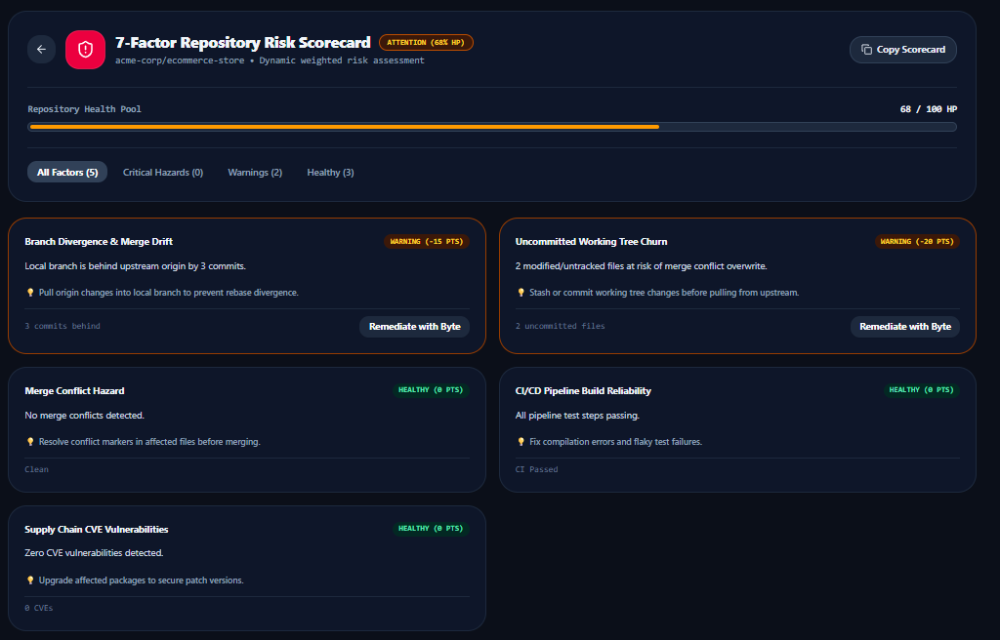 7-Factor Repository Risk Scorecard
ATTENTION (68% HP)
acme-corp/ecommerce-store • Dynamic weighted risk assessment
Copy Scorecard
Repository Health Pool
68 / 100 HP
All Factors (5)
Critical Hazards (0)
Warnings (2)
Healthy (3)
Branch Divergence & Merge Drift
WARNING (-15 PTS)
Local branch is behind upstream origin by 3 commits.
Pull origin changes into local branch to prevent rebase divergence.
3 commits behind
Remediate with Byte
Uncommitted Working Tree Churn
WARNING (-20 PTS)
2 modified/untracked files at risk of merge conflict overwrite.
Stash or commit working tree changes before pulling from upstream.
2 uncommitted files
Remediate with Byte
Merge Conflict Hazard
HEALTHY (0 PTS)
No merge conflicts detected.
Resolve conflict markers in affected files before merging.
Clean
CI/CD Pipeline Build Reliability
HEALTHY (0 PTS)
All pipeline test steps passing.
Fix compilation errors and flaky test failures.
CI Passed
Supply Chain CVE Vulnerabilities
HEALTHY (0 PTS)
Zero CVE vulnerabilities detected.
Upgrade affected packages to secure patch versions.
0 CVEs